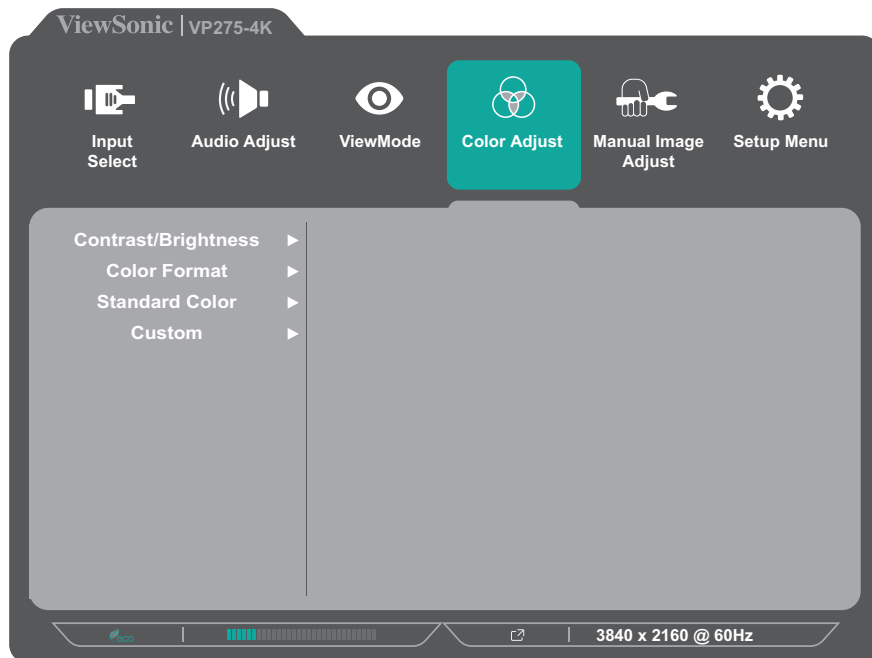 ViewSonic | VP275-4K
Input Select
Audio Adjust
ViewMode
Color Adjust
Manual Image Adjust
Setup Menu
Contrast/Brightness
Color Format
Standard Color
Custom
eco
3840 x 2160 @ 60Hz